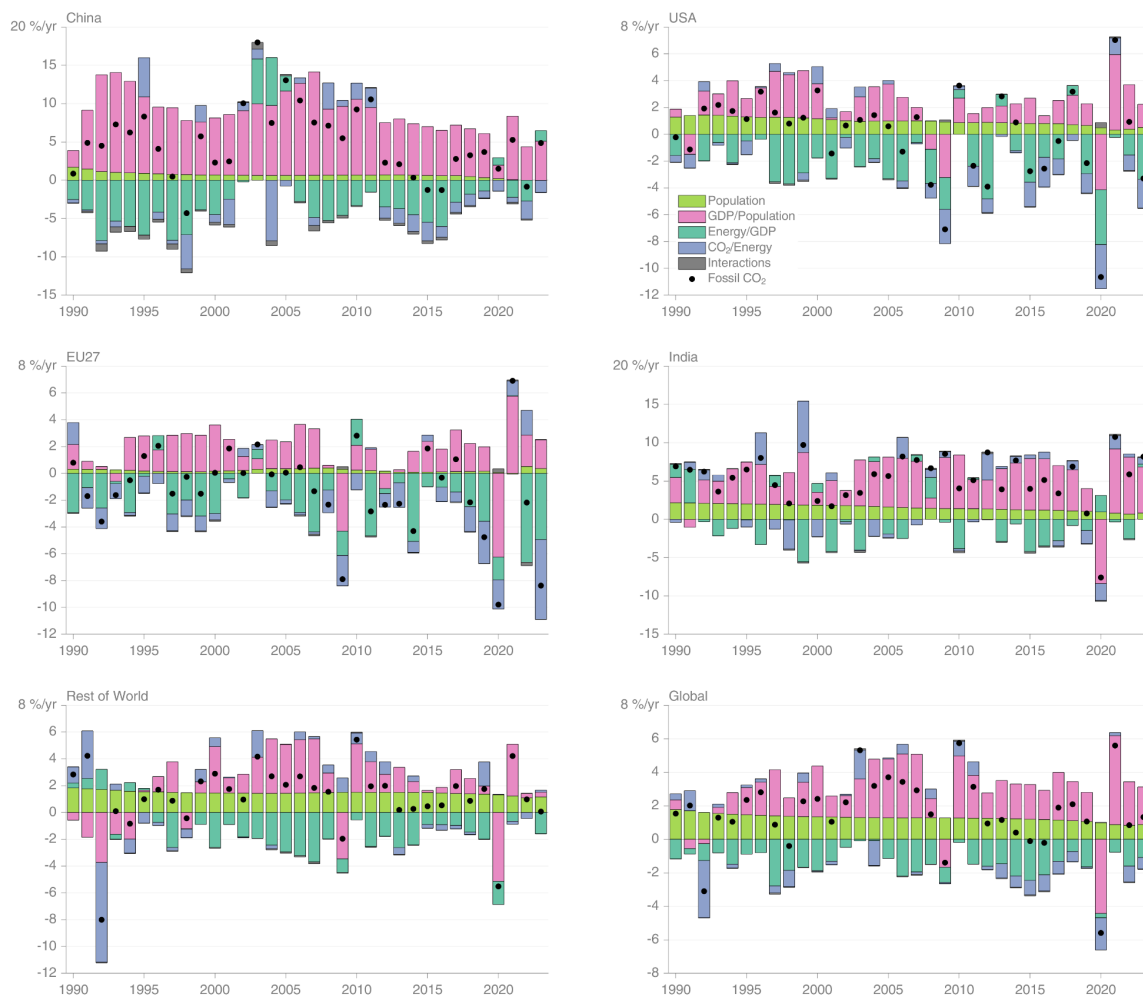 China
20 %/yr
15
10
5
0
-5
-10
-15
1990 1995 2000 2005 2010 2015 2020
USA
8 %/yr
6
4
2
0
-2
-4
-6
-8
-10
-12
Population
GDP/Population
Energy/GDP
CO₂/Energy
Interactions
Fossil CO₂
1990 1995 2000 2005 2010 2015 2020
EU27
8 %/yr
6
4
2
0
-2
-4
-6
-8
-10
-12
1990 1995 2000 2005 2010 2015 2020
India
20 %/yr
15
10
5
0
-5
-10
-15
1990 1995 2000 2005 2010 2015 2020
Rest of World
8 %/yr
6
4
2
0
-2
-4
-6
-8
-10
-12
1990 1995 2000 2005 2010 2015 2020
Global
8 %/yr
6
4
2
0
-2
-4
-6
-8
1990 1995 2000 2005 2010 2015 2020